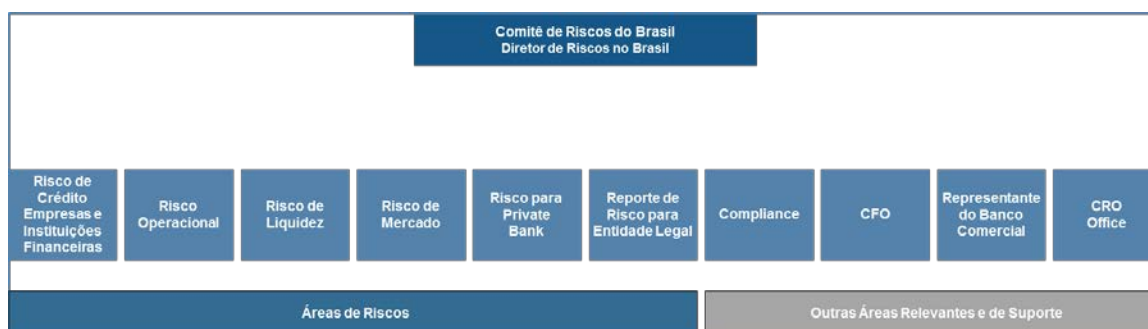 Comitê de Riscos do Brasil
Diretor de Riscos no Brasil
Risco de
Crédito
Empresas e
Instituições
Financeiras
Risco
Operacional
Risco de
Liquidez
Risco de
Mercado
Risco para
Private
Bank
Reporte de
Risco para
Entidade Legal
Compliance
CFO
Representante
do Banco
Comercial
CRO
Office
Áreas de Riscos
Outras Áreas Relevantes e de Suporte